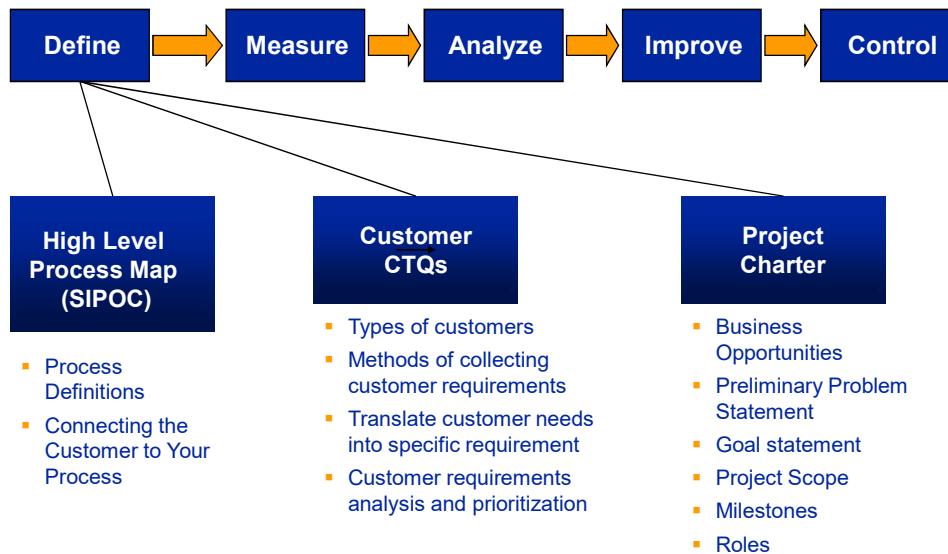 Define
Measure
Analyze
Improve
Control
High Level
Process Map
(SIPOC)
Process
Definitions
Connecting the
Customer to Your
Process
Customer
CTQs
Types of customers
Methods of collecting
customer requirements
Translate customer needs
into specific requirement
Customer requirements
analysis and prioritization
Project
Charter
Business
Opportunities
Preliminary Problem
Statement
Goal statement
Project Scope
Milestones
Roles